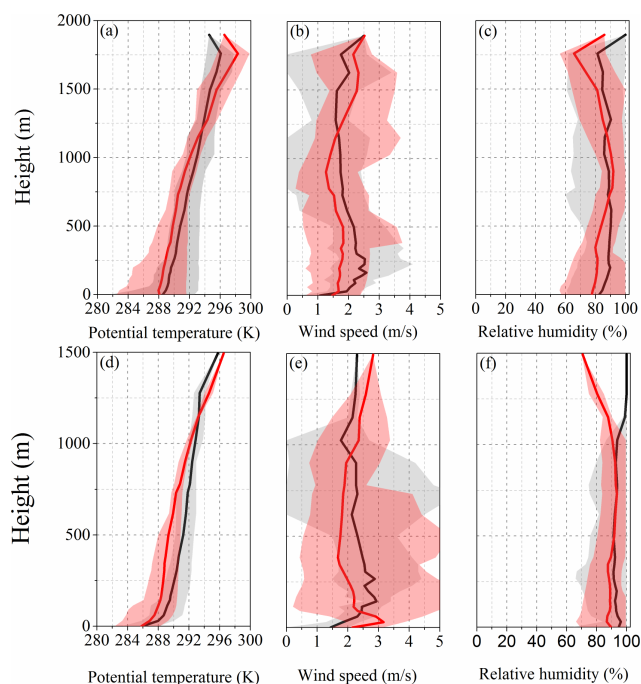 (a) (b) (c)
2000
1500
1000
500
0
Height (m)
280 284 288 292 296 300
0 1 2 3 4 5
0 20 40 60 80 100
Potential temperature (K) Wind speed (m/s) Relative humidity (%)
(d) (e) (f)
1500
1000
500
0
Height (m)
280 284 288 292 296 300
0 1 2 3 4 5
0 20 40 60 80 100
Potential temperature (K) Wind speed (m/s) Relative humidity (%)